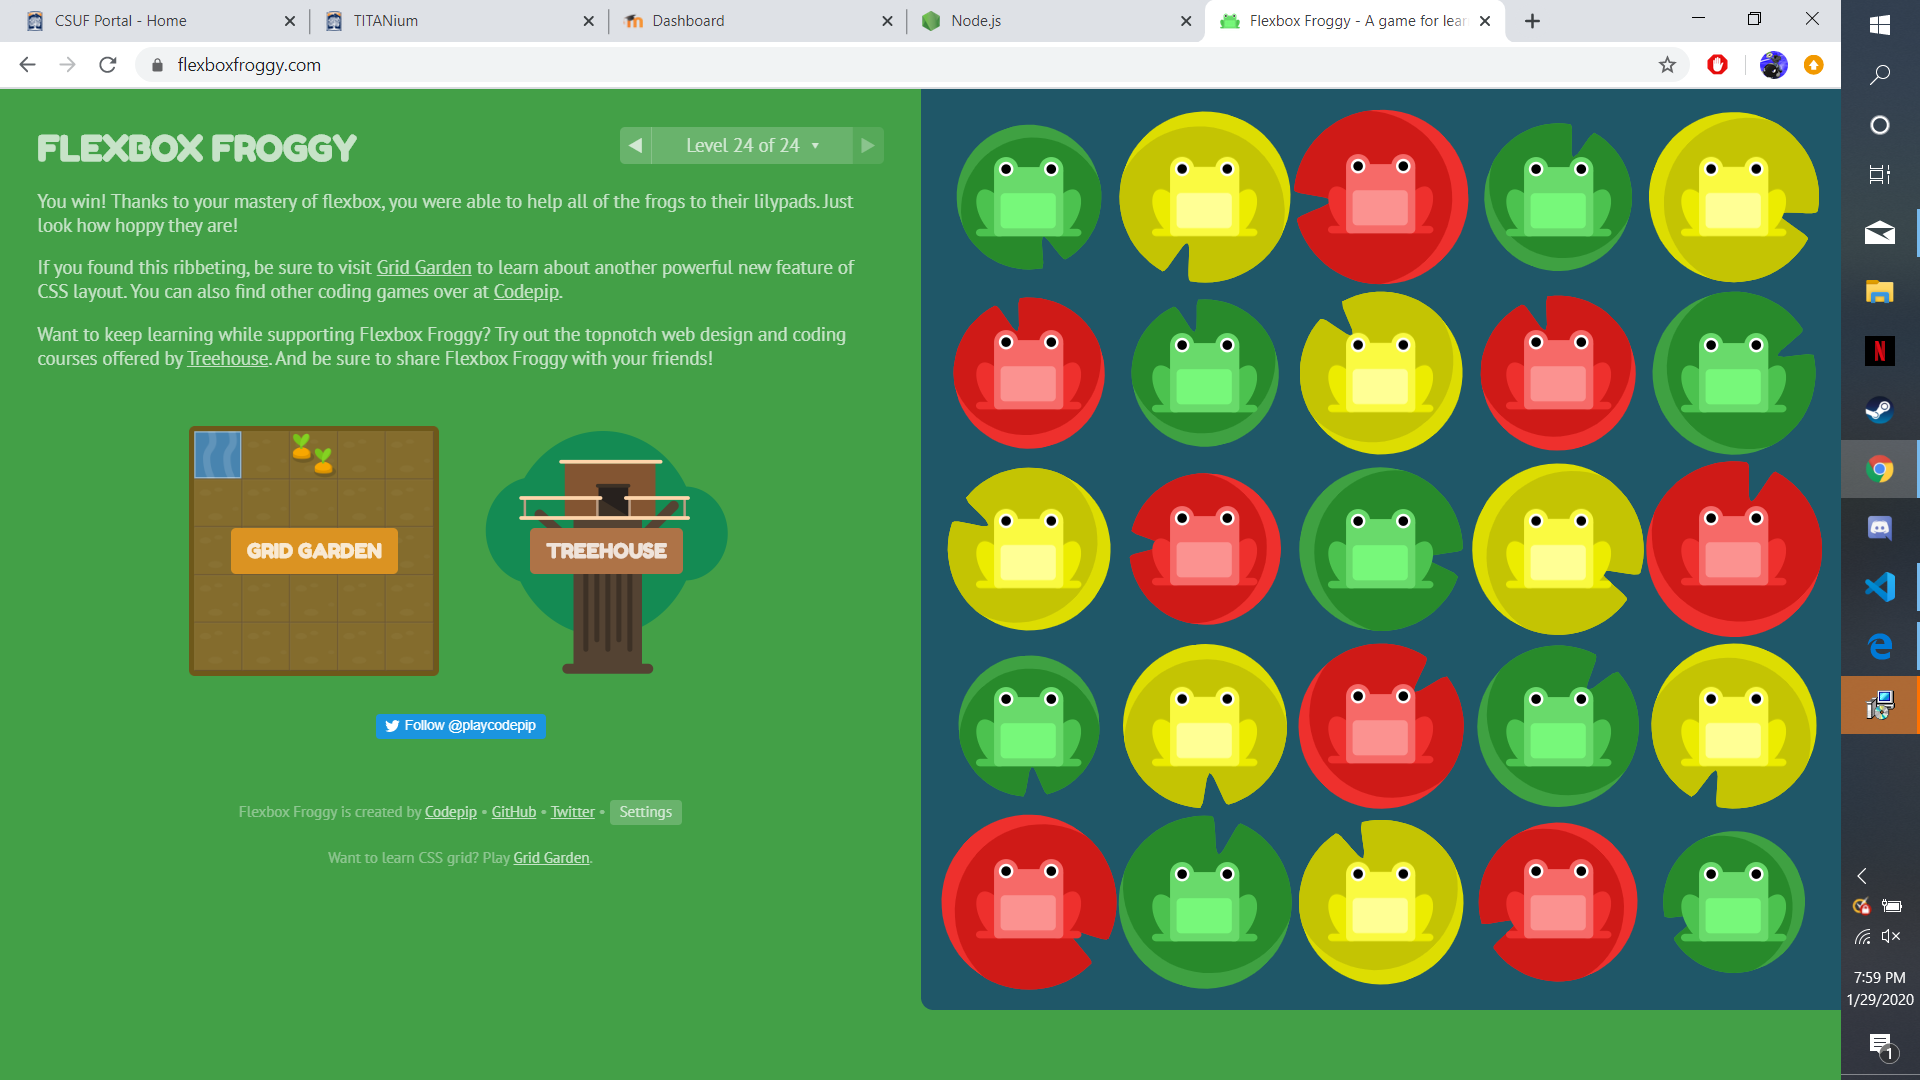 CSUF Portal - Home
TITANium
Dashboard
Node.js
Flexbox Froggy - A game for lear
flexboxfroggy.com
FLEXBOX FROGGY
Level 24 of 24
You win! Thanks to your mastery of flexbox, you were able to help all of the frogs to their lilypads. Just
look how hoppy they are!
If you found this ribbeting, be sure to visit Grid Garden to learn about another powerful new feature of
CSS layout. You can also find other coding games over at Codepip.
Want to keep learning while supporting Flexbox Froggy? Try out the topnotch web design and coding
courses offered by Treehouse. And be sure to share Flexbox Froggy with your friends!
GRID GARDEN
TREEHOUSE
Follow @playcodepip
Flexbox Froggy is created by Codepip • GitHub • Twitter • Settings
Want to learn CSS grid? Play Grid Garden.
N
7:59 PM
1/29/2020
1